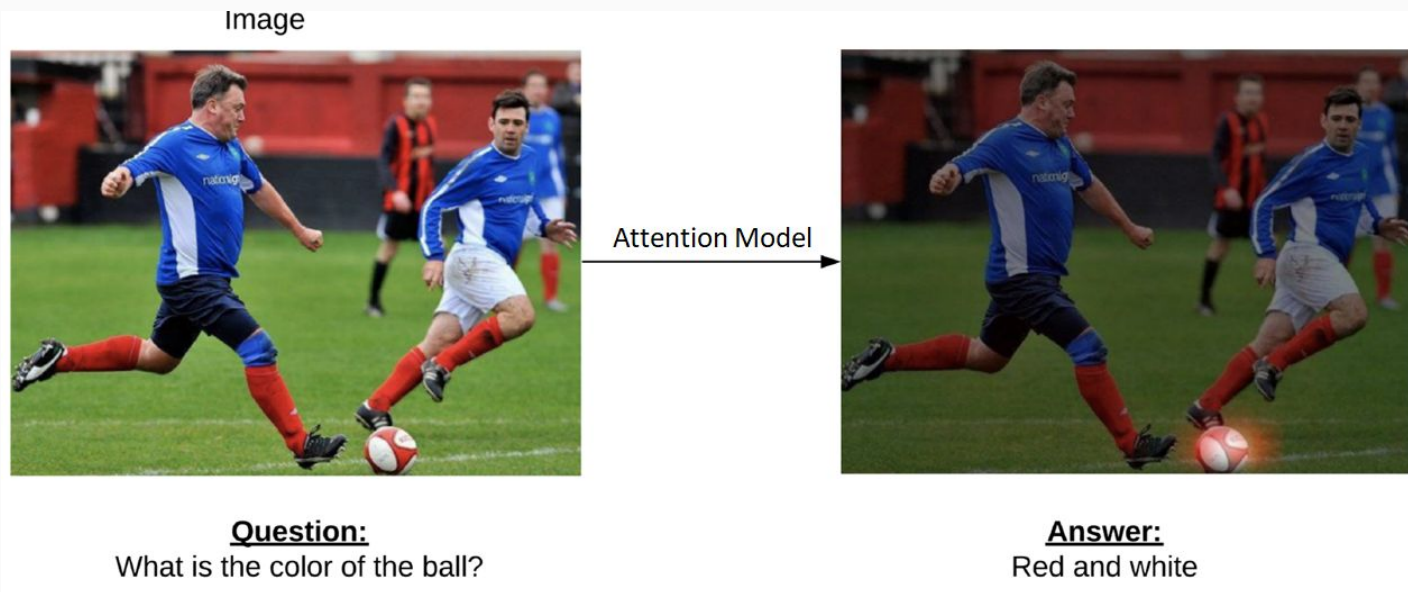 Image
Attention Model
Question:
What is the color of the ball?
Answer:
Red and white